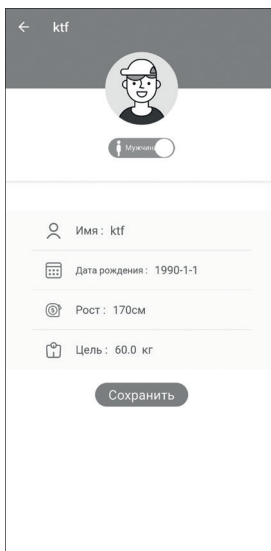 ktf
Мужчин
Имя : ktf
Дата рождения : 1990-1-1
Рост : 170см
Цель : 60.0 кг
Сохранить